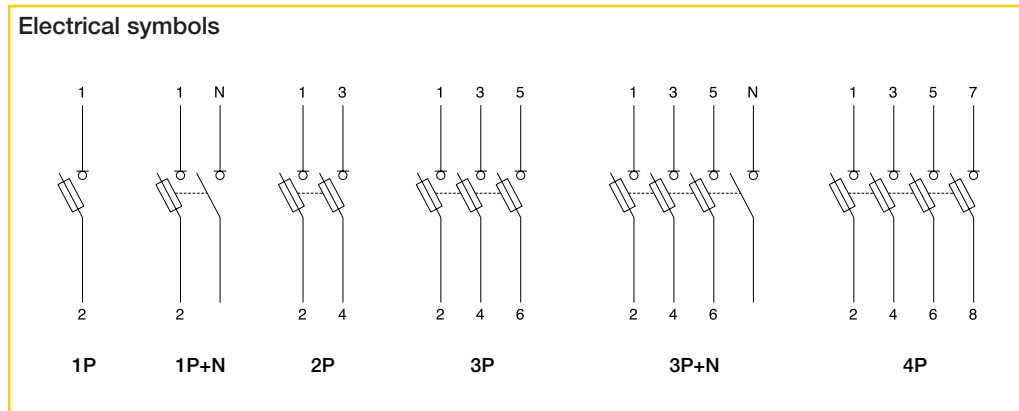 Electrical symbols
1 1 N 1 3 1 3 5 1 3 5 N 1 3 5 7
2 2 2 4 2 4 6 2 4 6 2 4 6 8
1P 1P+N 2P 3P 3P+N 4P